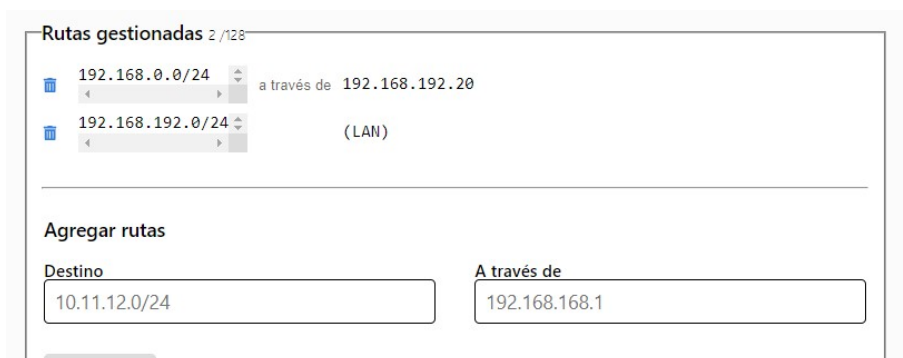 Rutas gestionadas 2 /128
192.168.0.0/24 a través de 192.168.192.20
192.168.192.0/24 (LAN)
Agregar rutas
Destino A través de
10.11.12.0/24 192.168.168.1